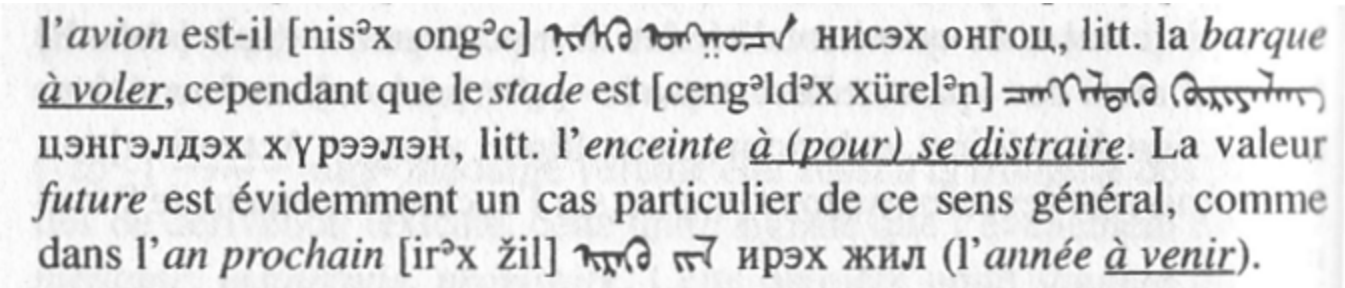 l'avion est-il [nisᵊx ongᵊc] нисэх онгоц, litt. la barque
à voler, cependant que le stade est [cengᵊldᵊx xürelᵊn]
цэнгэлдэх хүрээлэн, litt. l'enceinte à (pour) se distraire. La valeur
future est évidemment un cas particulier de ce sens général, comme
dans l'an prochain [irᵊx žil] ᠢᠷᠡᠬᠦ ᠵᠢᠯ ирэх жил (l'année à venir).